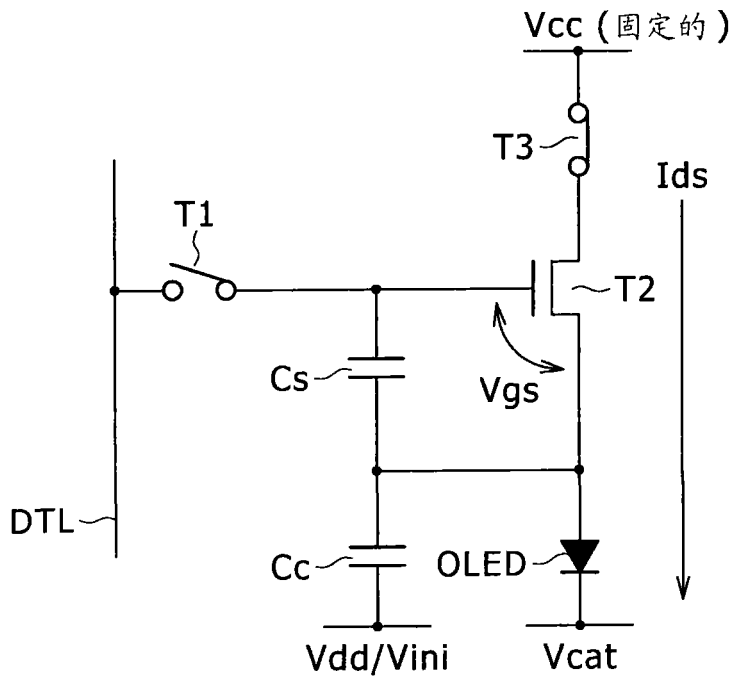 Vcc (固定的)
T3
Ids
T1
T2
Cs
Vgs
DTL
Cc
OLED
Vdd/Vini
Vcat